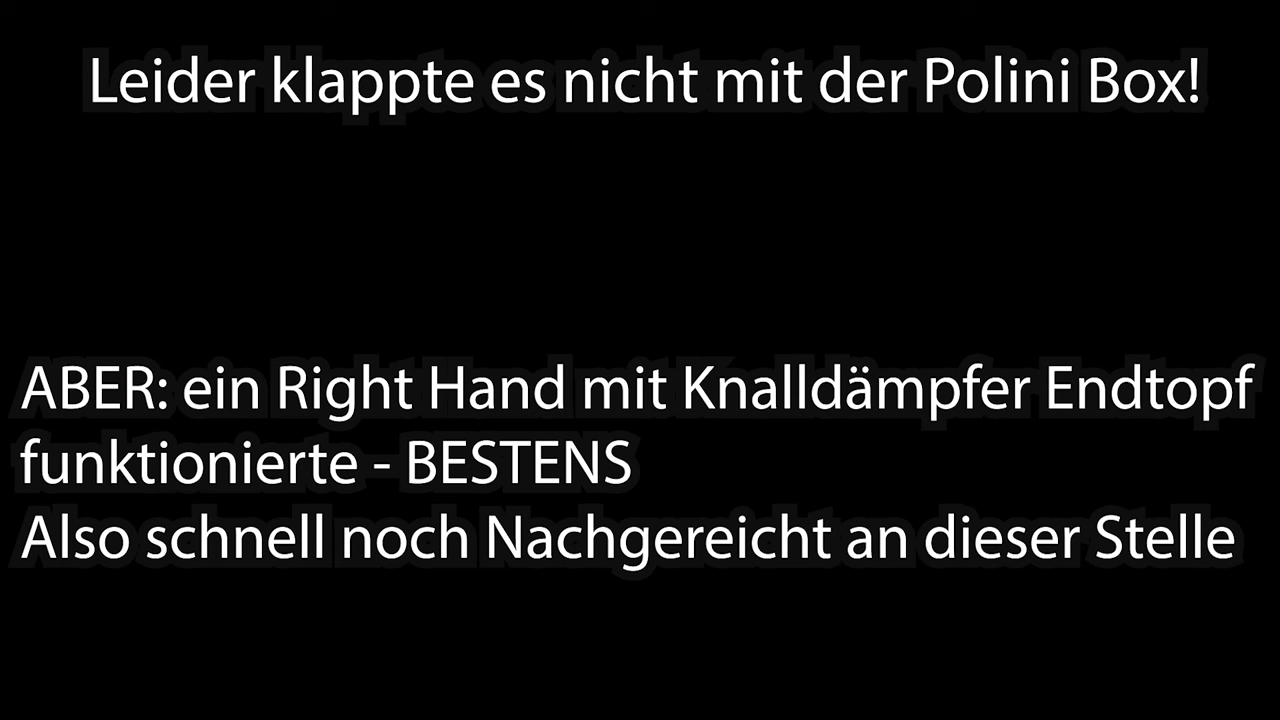 Leider klappte es nicht mit der Polini Box!
ABER: ein Right Hand mit Knalldämpfer Endtopf
funktionierte - BESTENS
Also schnell noch Nachgereicht an dieser Stelle